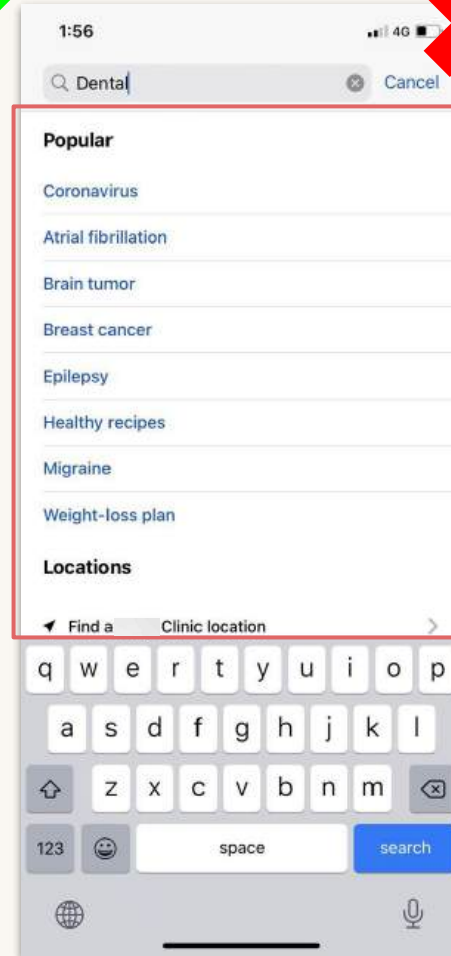 1:56 4G
Dental Cancel
Popular
Coronavirus
Atrial fibrillation
Brain tumor
Breast cancer
Epilepsy
Healthy recipes
Migraine
Weight-loss plan
Locations
Find a Clinic location
q w e r t y u i o p
a s d f g h j k l
z x c v b n m
123 space search